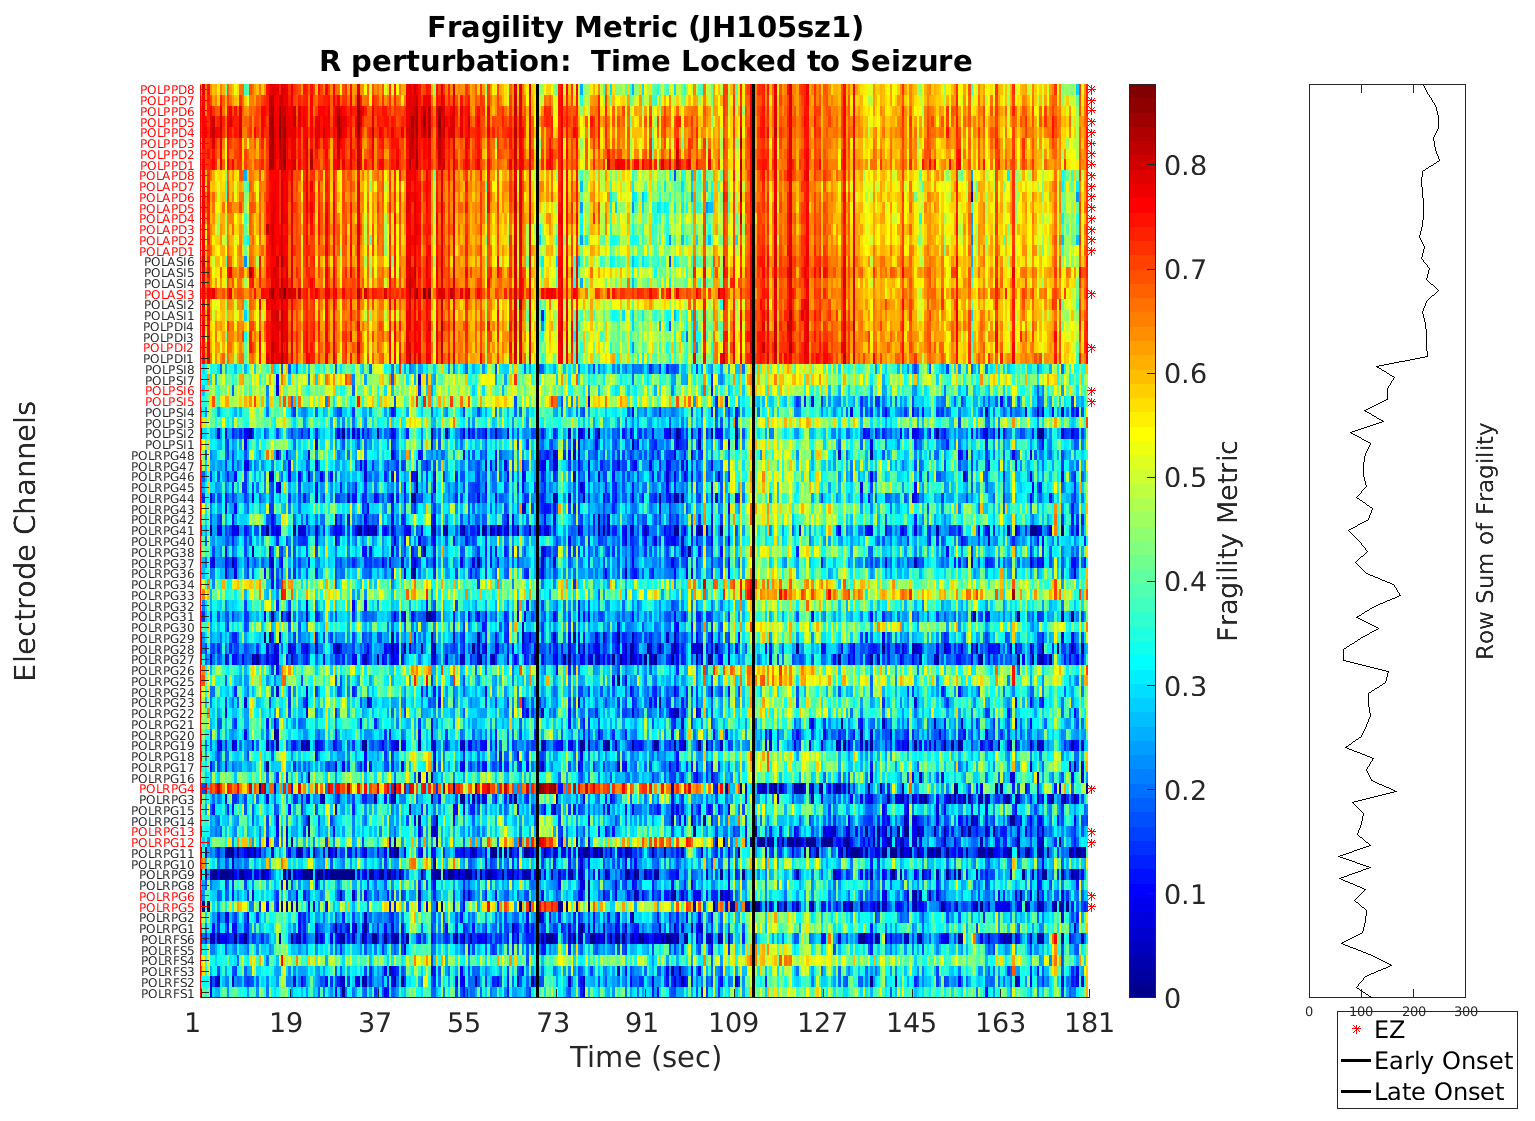 Fragility Metric (JH105sz1)
R perturbation:  Time Locked to Seizure
Electrode Channels
POLPPD8
POLPPD7
POLPPD6
POLPPD5
POLPPD4
POLPPD3
POLPPD2
POLPPD1
POLAPD8
POLAPD7
POLAPD6
POLAPD5
POLAPD4
POLAPD3
POLAPD2
POLAPD1
POLASI6
POLASI5
POLASI4
POLASI3
POLASI2
POLASI1
POLPDI4
POLPDI3
POLPDI2
POLPDI1
POLPSI8
POLPSI7
POLPSI6
POLPSI5
POLPSI4
POLPSI3
POLPSI2
POLPSI1
POLRPG48
POLRPG47
POLRPG46
POLRPG45
POLRPG44
POLRPG43
POLRPG42
POLRPG41
POLRPG40
POLRPG38
POLRPG37
POLRPG36
POLRPG34
POLRPG33
POLRPG32
POLRPG31
POLRPG30
POLRPG29
POLRPG28
POLRPG27
POLRPG26
POLRPG25
POLRPG24
POLRPG23
POLRPG22
POLRPG21
POLRPG20
POLRPG19
POLRPG18
POLRPG17
POLRPG16
POLRPG4
POLRPG3
POLRPG15
POLRPG14
POLRPG13
POLRPG12
POLRPG11
POLRPG10
POLRPG9
POLRPG8
POLRPG6
POLRPG5
POLRPG2
POLRPG1
POLRFS6
POLRFS5
POLRFS4
POLRFS3
POLRFS2
POLRFS1
1 19 37 55 73 91 109 127 145 163 181
Time (sec)
0.8
0.7
0.6
0.5
0.4
0.3
0.2
0.1
0
Fragility Metric
0 100 200 300
Row Sum of Fragility
EZ
Early Onset
Late Onset